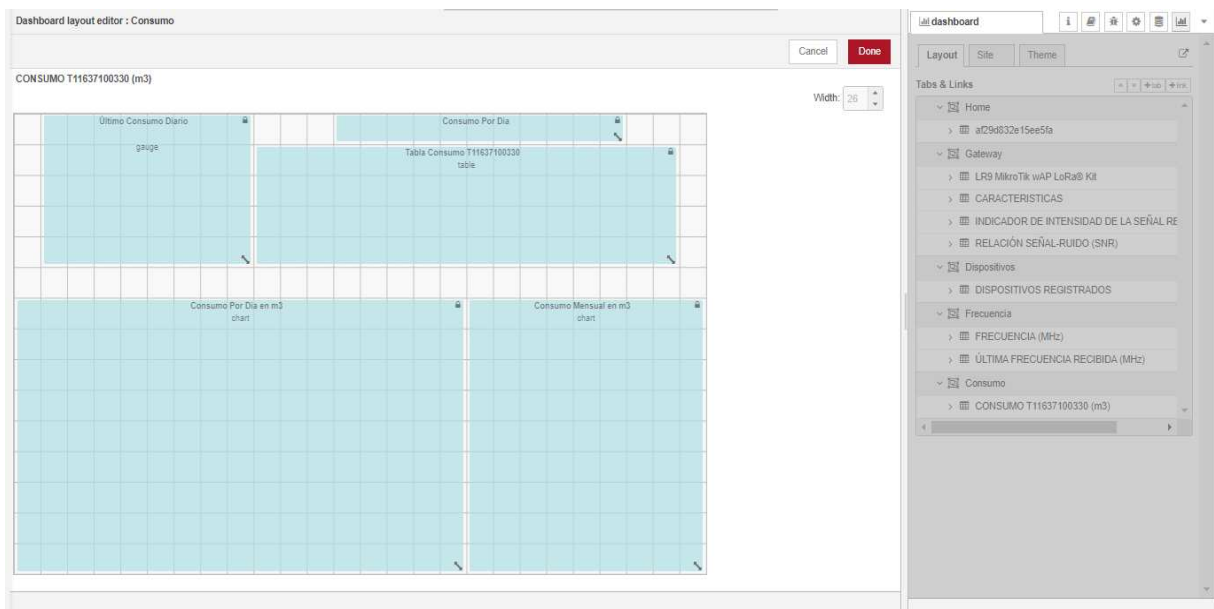 Dashboard layout editor : Consumo
Cancel
Done
CONSUMO T11637100330 (m3)
Width: 26
Último Consumo Diario
gauge
Consumo Por Dia
Tabla Consumo T11637100330
table
Consumo Por Dia en m3
chart
Consumo Mensual en m3
chart
dashboard
i
Layout
Site
Theme
Tabs & Links
+tab
+link
Home
af29d832e15ee5fa
Gateway
LR9 MikroTik wAP LoRa® Kit
CARACTERISTICAS
INDICADOR DE INTENSIDAD DE LA SEÑAL RE
RELACIÓN SEÑAL-RUIDO (SNR)
Dispositivos
DISPOSITIVOS REGISTRADOS
Frecuencia
FRECUENCIA (MHz)
ÚLTIMA FRECUENCIA RECIBIDA (MHz)
Consumo
CONSUMO T11637100330 (m3)